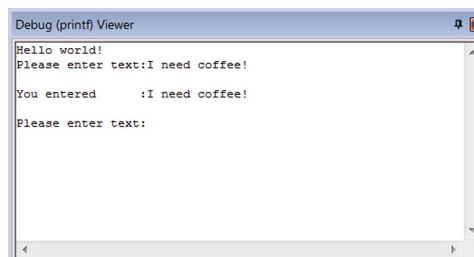 Debug (printf) Viewer
Hello world!
Please enter text:I need coffee!
You entered      :I need coffee!
Please enter text: